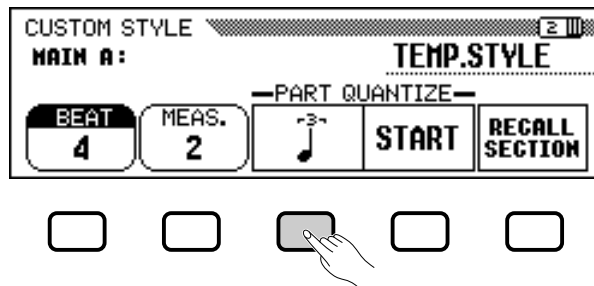 CUSTOM STYLE 2
MAIN A: TEMP.STYLE
PART QUANTIZE
BEAT MEAS. 3 START RECALL
4 2 SECTION